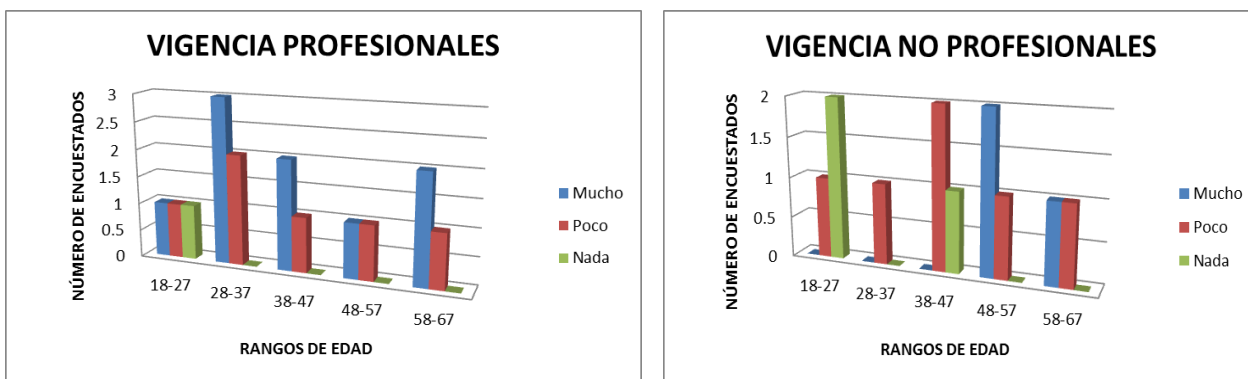 VIGENCIA PROFESIONALES
NÚMERO DE ENCUESTADOS
3
2.5
2
1.5
1
0.5
0
18-27
28-37
38-47
48-57
58-67
RANGOS DE EDAD
Mucho
Poco
Nada
VIGENCIA NO PROFESIONALES
NÚMERO DE ENCUESTADOS
2
1.5
1
0.5
0
18-27
28-37
38-47
48-57
58-67
RANGOS DE EDAD
Mucho
Poco
Nada